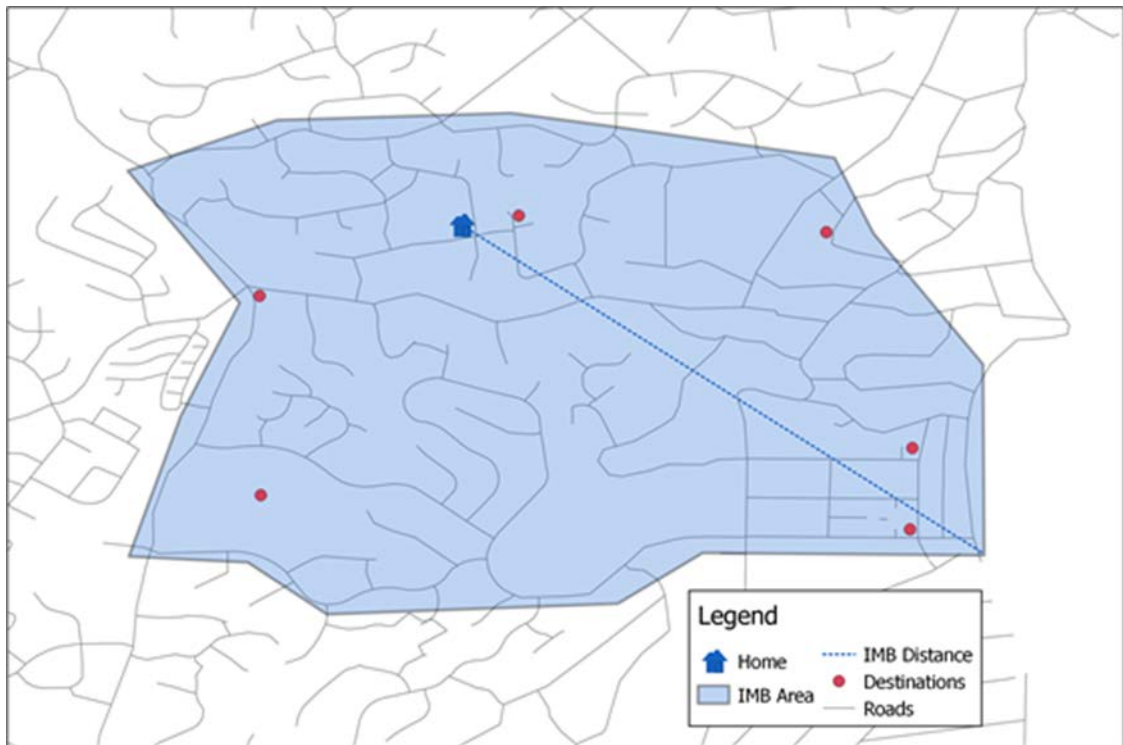 Legend
Home
IMB Area
IMB Distance
Destinations
Roads